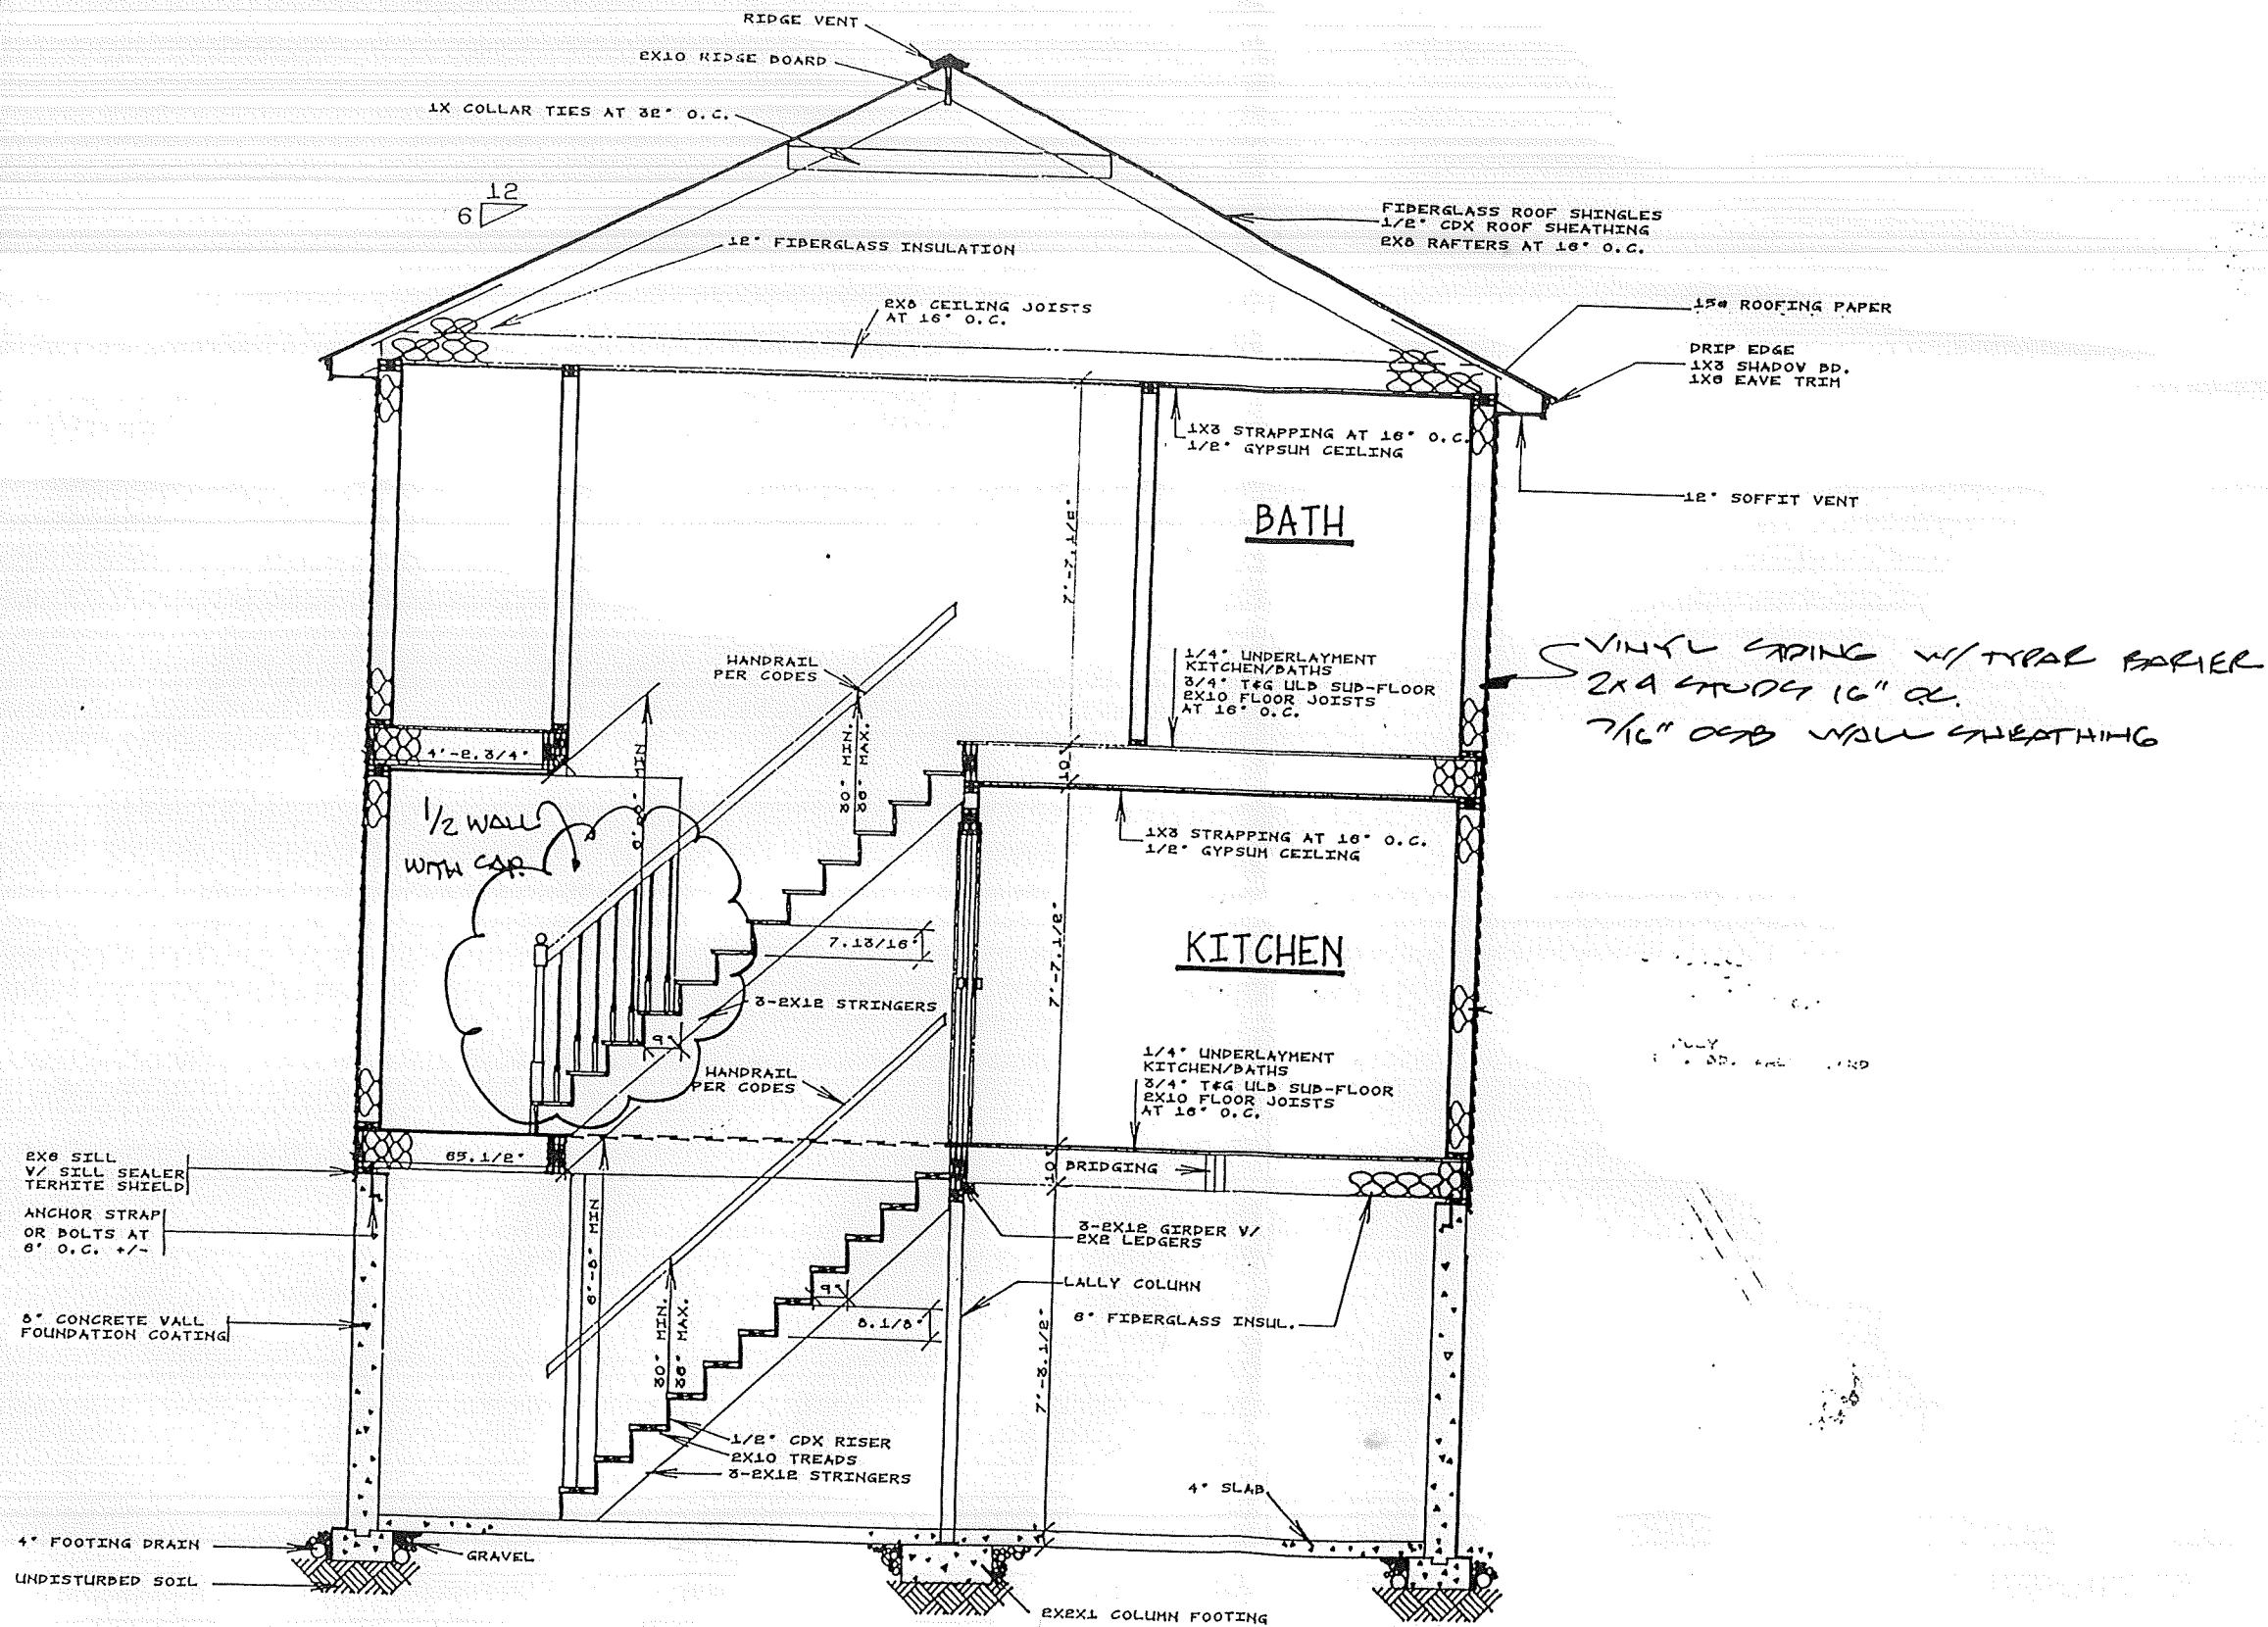 RIDGE VENT
2X10 RIDGE BOARD
1X COLLAR TIES AT 32" O.C.
12
6
12" FIBERGLASS INSULATION
2X8 CEILING JOISTS
AT 16" O.C.
FIBERGLASS ROOF SHINGLES
1/2" CDX ROOF SHEATHING
2X8 RAFTERS AT 16" O.C.
15# ROOFING PAPER
DRIP EDGE
1X3 SHADOW BD.
1X8 EAVE TRIM
1X3 STRAPPING AT 16" O.C.
1/2" GYPSUM CEILING
12" SOFFIT VENT
BATH
7'-7.1/2"
HANDRAIL
PER CODES
1/4" UNDERLAYMENT
KITCHEN/BATHS
3/4" T&G ULB SUB-FLOOR
2X10 FLOOR JOISTS
AT 16" O.C.
VINYL SIDING W/ TYPAR BARIER
2X4 STUDS 16" O.C.
7/16" OSB WALL SHEATHING
4'-2.3/4"
MIN
30" MIN.
38" MAX.
10"
1/2 WALL
WITH CAP.
1X3 STRAPPING AT 16" O.C.
1/2" GYPSUM CEILING
7.13/16"
KITCHEN
7'-7.1/2"
3-2X12 STRINGERS
9"
HANDRAIL
PER CODES
1/4" UNDERLAYMENT
KITCHEN/BATHS
3/4" T&G ULB SUB-FLOOR
2X10 FLOOR JOISTS
AT 16" O.C.
2X6 SILL
W/ SILL SEALER
TERMITE SHIELD
65.1/2"
10"
BRIDGING
ANCHOR STRAP
OR BOLTS AT
6' O.C. +/-
6'-8" MIN
3-2X12 GIRDER W/
2X2 LEDGERS
LALLY COLUMN
9"
8.1/8"
6" FIBERGLASS INSUL.
8" CONCRETE WALL
FOUNDATION COATING
30" MIN.
38" MAX.
7'-8.1/2"
1/2" CDX RISER
2X10 TREADS
3-2X12 STRINGERS
4" SLAB
4" FOOTING DRAIN
GRAVEL
UNDISTURBED SOIL
2X2X1 COLUMN FOOTING